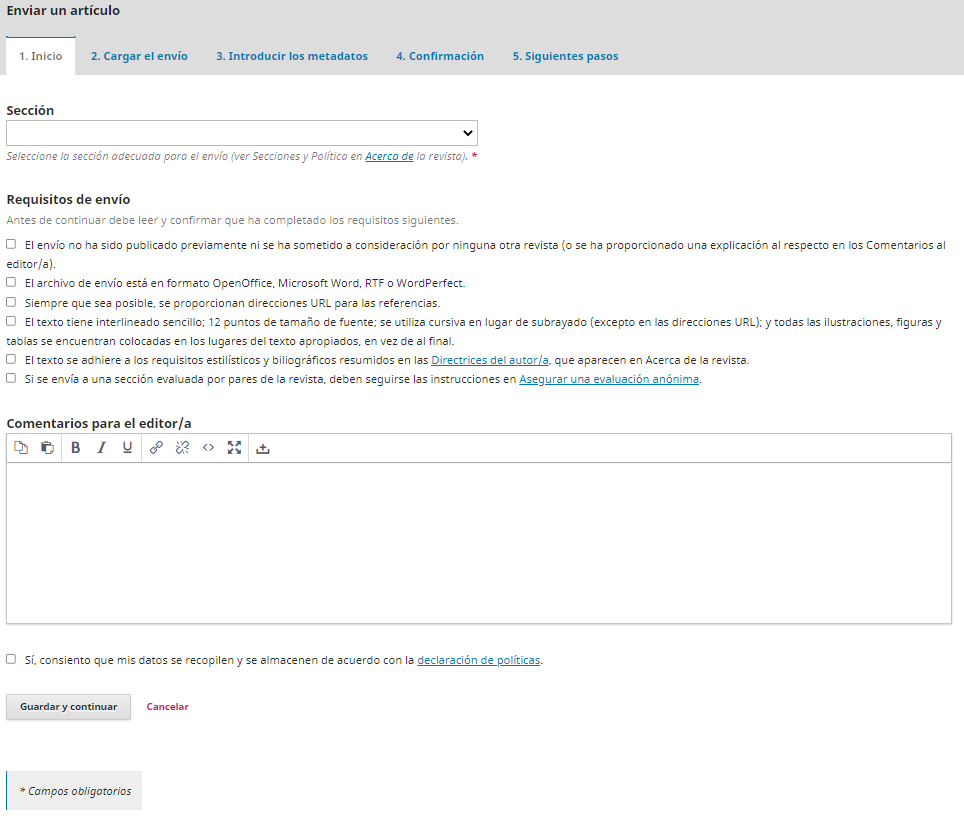 Enviar un artículo
1. Inicio 2. Cargar el envío 3. Introducir los metadatos 4. Confirmación 5. Siguientes pasos
Sección
Seleccione la sección adecuada para el envío (ver Secciones y Política en Acerca de la revista). *
Requisitos de envío
Antes de continuar debe leer y confirmar que ha completado los requisitos siguientes.
El envío no ha sido publicado previamente ni se ha sometido a consideración por ninguna otra revista (o se ha proporcionado una explicación al respecto en los Comentarios al
editor/a).
El archivo de envío está en formato OpenOffice, Microsoft Word, RTF o WordPerfect.
Siempre que sea posible, se proporcionan direcciones URL para las referencias.
El texto tiene interlineado sencillo; 12 puntos de tamaño de fuente; se utiliza cursiva en lugar de subrayado (excepto en las direcciones URL); y todas las ilustraciones, figuras y
tablas se encuentran colocadas en los lugares del texto apropiados, en vez de al final.
El texto se adhiere a los requisitos estilísticos y biliográficos resumidos en las Directrices del autor/a, que aparecen en Acerca de la revista.
Si se envía a una sección evaluada por pares de la revista, deben seguirse las instrucciones en Asegurar una evaluación anónima.
Comentarios para el editor/a
B I U
Sí, consiento que mis datos se recopilen y se almacenen de acuerdo con la declaración de políticas.
Guardar y continuar Cancelar
* Campos obligatorios